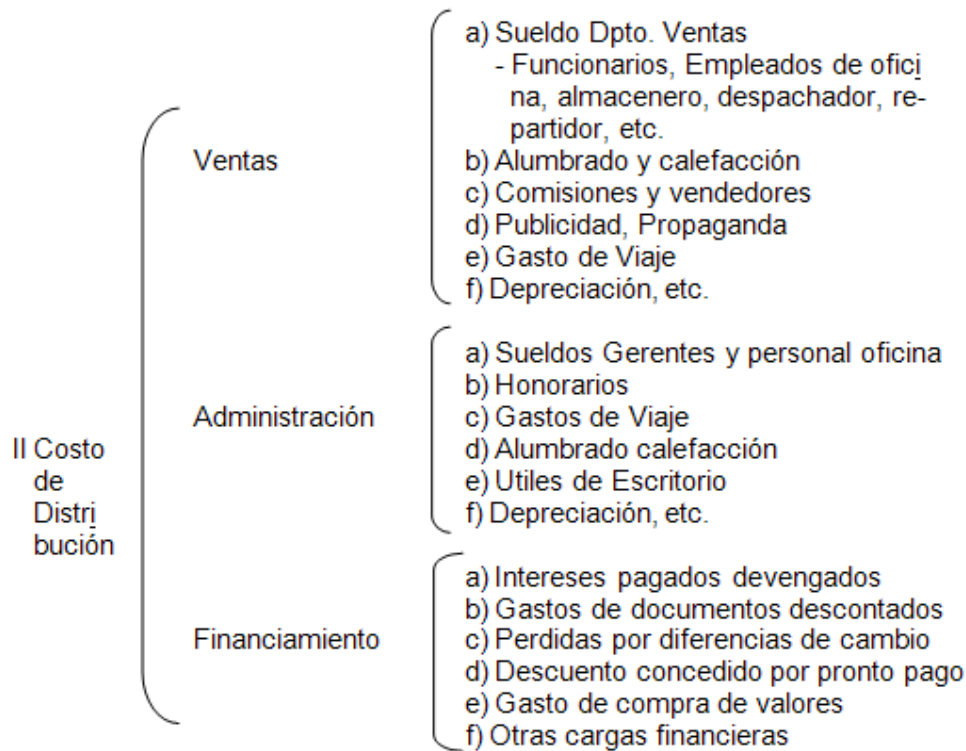 II Costo
de
Distri
bución
Ventas
a) Sueldo Dpto. Ventas
- Funcionarios, Empleados de ofici
na, almacenero, despachador, re-
partidor, etc.
b) Alumbrado y calefacción
c) Comisiones y vendedores
d) Publicidad, Propaganda
e) Gasto de Viaje
f) Depreciación, etc.
Administración
a) Sueldos Gerentes y personal oficina
b) Honorarios
c) Gastos de Viaje
d) Alumbrado calefacción
e) Utiles de Escritorio
f) Depreciación, etc.
Financiamiento
a) Intereses pagados devengados
b) Gastos de documentos descontados
c) Perdidas por diferencias de cambio
d) Descuento concedido por pronto pago
e) Gasto de compra de valores
f) Otras cargas financieras